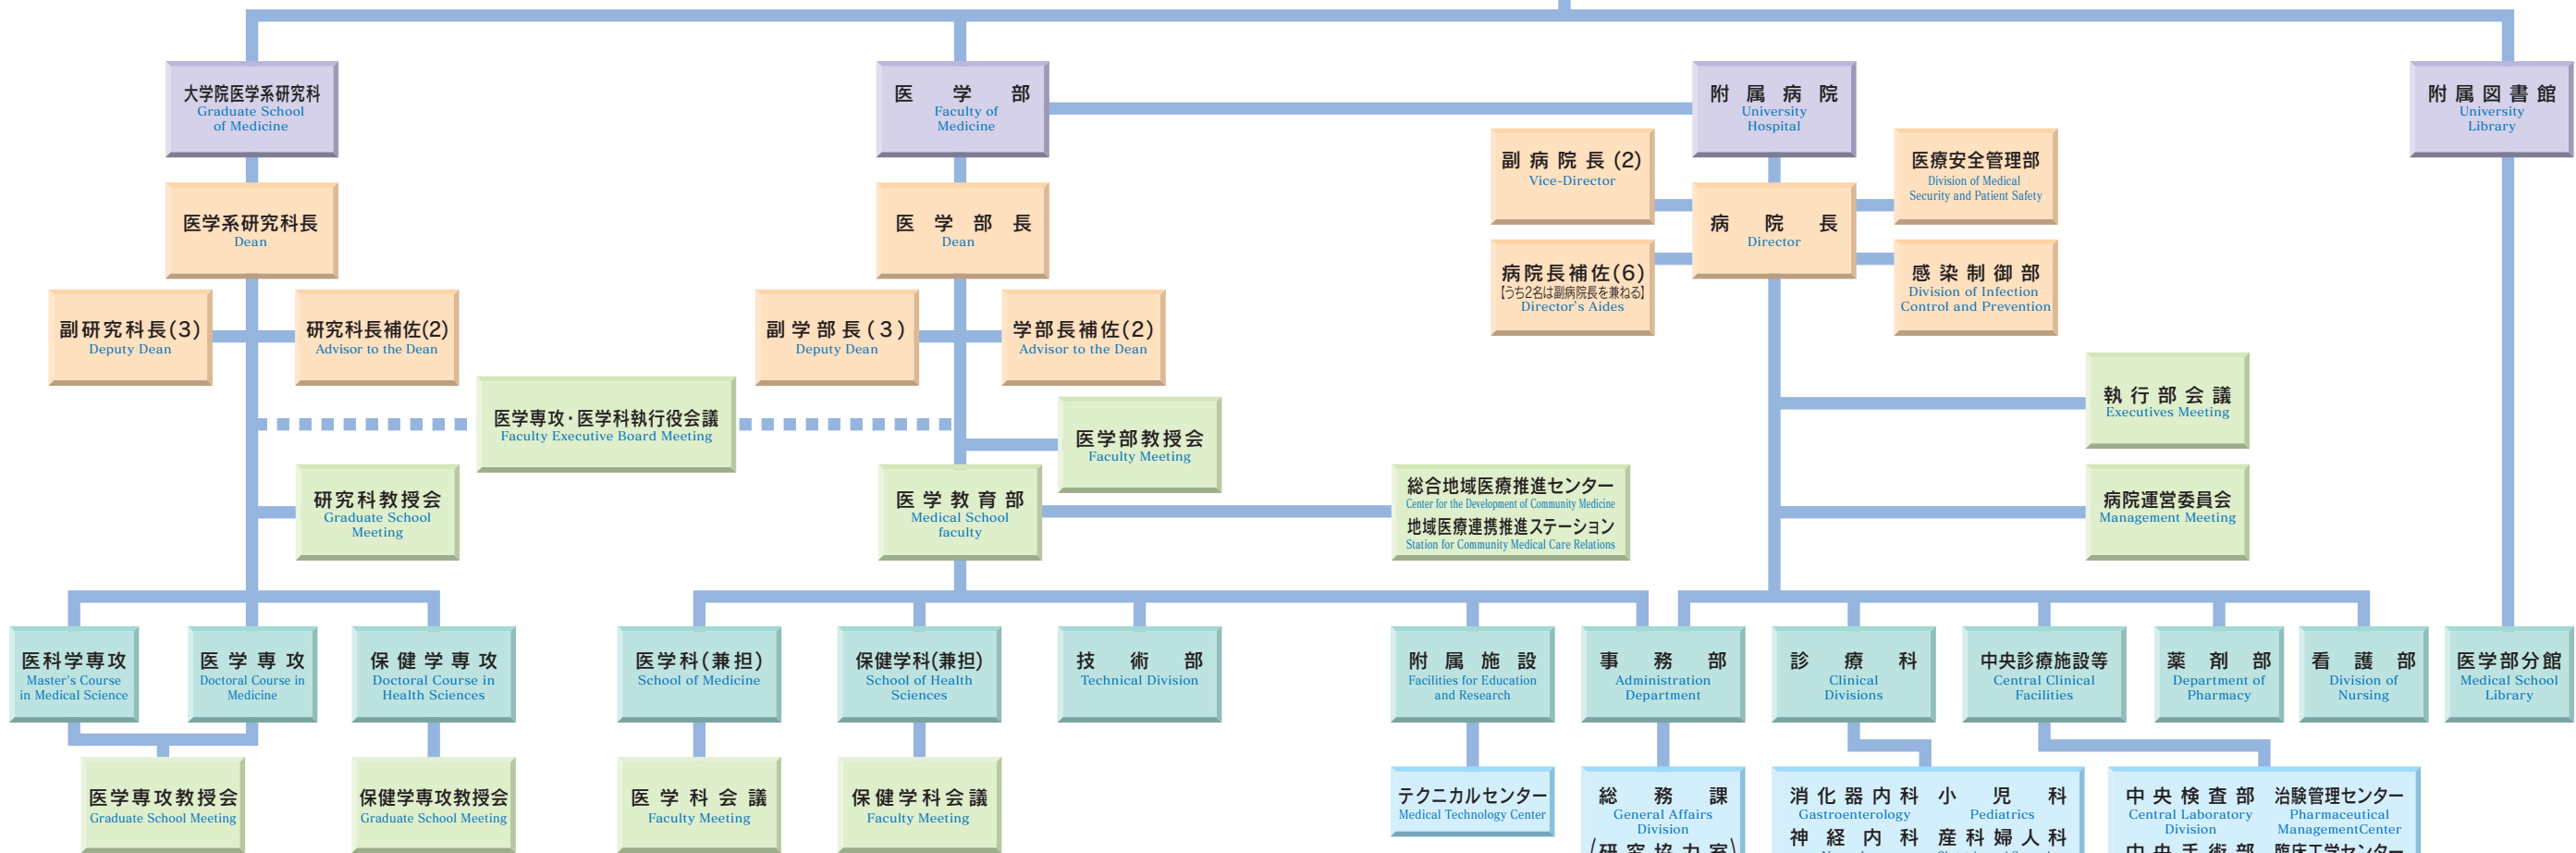 大学院医学系研究科
Graduate School
of Medicine
医学部
Faculty of
Medicine
附属病院
University
Hospital
附属図書館
University
Library
医学系研究科長
Dean
医学部長
Dean
副病院長(2)
Vice-Director
病院長
Director
医療安全管理部
Division of Medical
Security and Patient Safety
病院長補佐(6)
【うち2名は副病院長を兼ねる】
Director's Aides
感染制御部
Division of Infection
Control and Prevention
副研究科長(3)
Deputy Dean
研究科長補佐(2)
Advisor to the Dean
副学部長(3)
Deputy Dean
学部長補佐(2)
Advisor to the Dean
医学専攻・医学科執行役会議
Faculty Executive Board Meeting
医学部教授会
Faculty Meeting
執行部会議
Executives Meeting
研究科教授会
Graduate School
Meeting
医学教育部
Medical School
faculty
総合地域医療推進センター
Center for the Development of Community Medicine
地域医療連携推進ステーション
Station for Community Medical Care Relations
病院運営委員会
Management Meeting
医科学専攻
Master's Course
in Medical Science
医学専攻
Doctoral Course in
Medicine
保健学専攻
Doctoral Course in
Health Sciences
医学科(兼担)
School of Medicine
保健学科(兼担)
School of Health
Sciences
技術部
Technical Division
附属施設
Facilities for Education
and Research
事務部
Administration
Department
診療科
Clinical
Divisions
中央診療施設等
Central Clinical
Facilities
薬剤部
Department of
Pharmacy
看護部
Division of
Nursing
医学部分館
Medical School
Library
医学専攻教授会
Graduate School Meeting
保健学専攻教授会
Graduate School Meeting
医学科会議
Faculty Meeting
保健学科会議
Faculty Meeting
テクニカルセンター
Medical Technology Center
総務課
General Affairs
Division
(研究協力室)
消化器内科
Gastroenterology
神経内科
小児科
Pediatrics
産科婦人科
中央検査部
Central Laboratory
Division
中央手術部
治験管理センター
Pharmaceutical
ManagementCenter
臨床工学センター